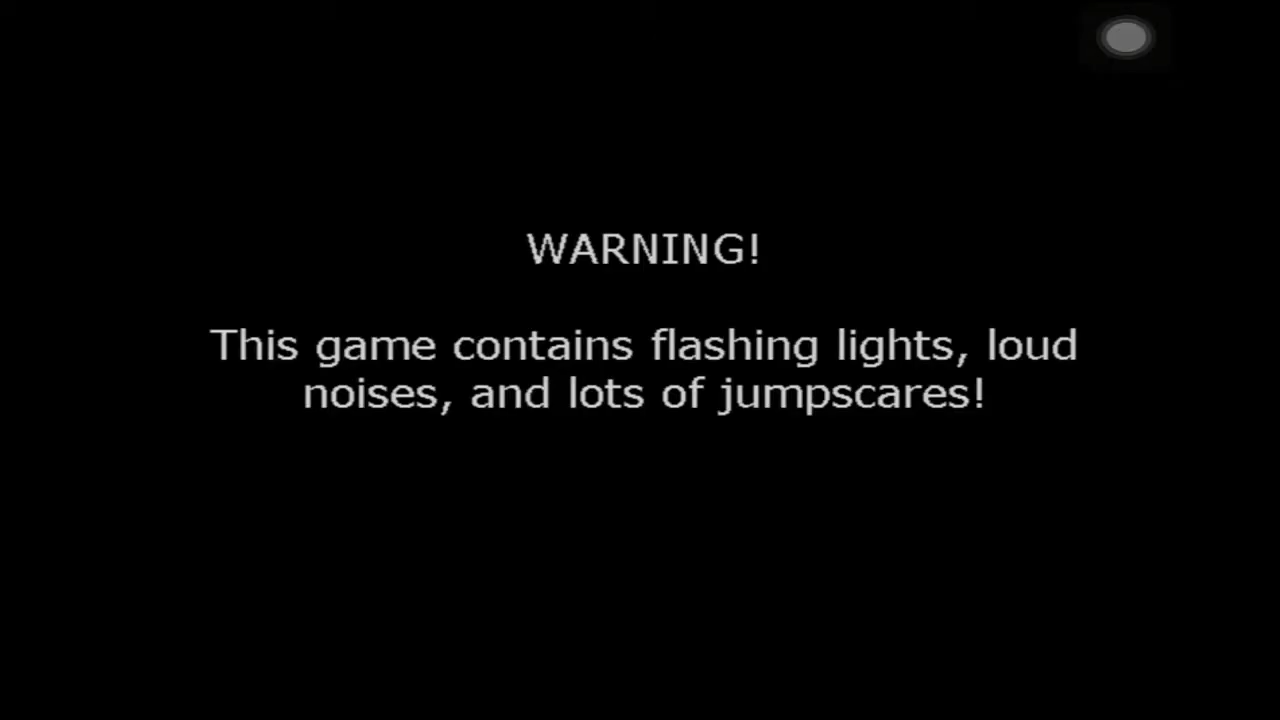 WARNING!
This game contains flashing lights, loud
noises, and lots of jumpscares!